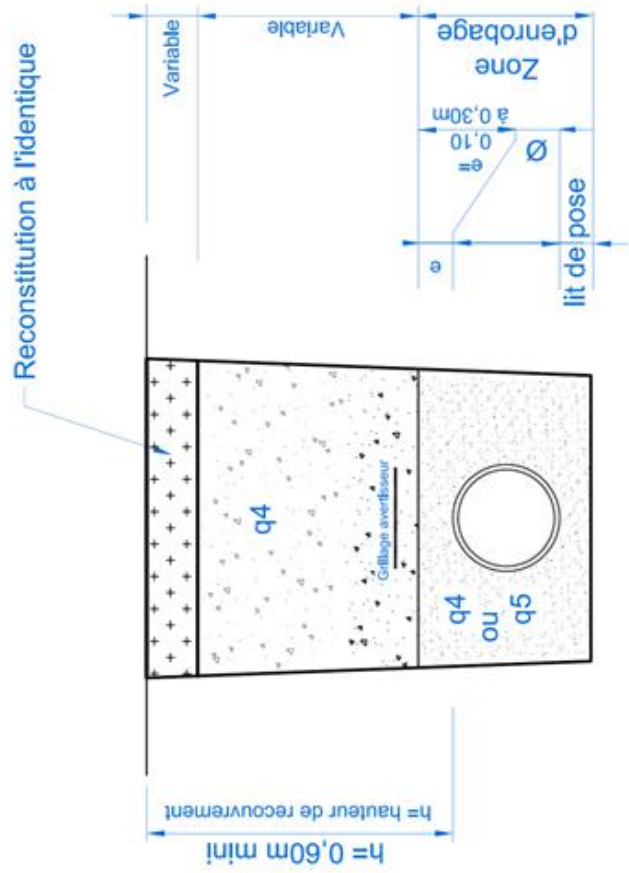 Reconstitution à l'identique
Variable
Variable
Zone
d'enrobage
e=
0,10
à 0,30m
e
Ø
lit de pose
q4
Grillage avertisseur
q4
ou
q5
h= hauteur de recouvrement
h= 0,60m mini